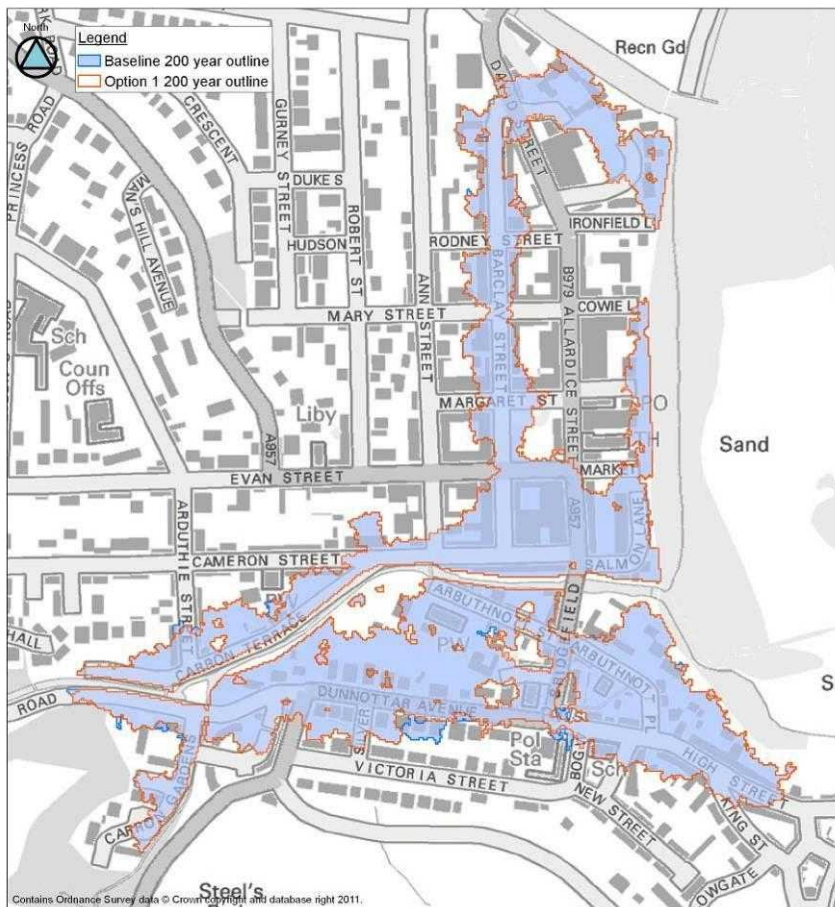 North
Legend
Baseline 200 year outline
Option 1 200 year outline
Recn Gd
PRINCESS ROAD
ROAD
CRESCENT
GURNEY STREET
DUKE S
HUDSON
ROBERT ST
MAN'S HILL AVENUE
ANN STREET
RODNEY STREET
IRONFIELD L
BARCLAY STREET
B979 ALLARDICE STREET
COWIE L
MARY STREET
Sch
Coun
Offs
Liby
MARGARET ST
PO
TH
MARKET
Sand
A957
EVAN STREET
A957
SALMON LANE
ARDUTHIE STREET
CAMERON STREET
PW
HALL
CARRON TERRACE
ARBUTHNOTT ST
PW
BRIDGEFIELD
ARBUTHNOTT PL
S
ROAD
DUNNOTTAR AVENUE
SILVER
HIGH STREET
Pol
Sta
BOG
Sch
VICTORIA STREET
NEW STREET
KING ST
CARRON GARDENS
OWGATE
Steel's
Contains Ordnance Survey data © Crown copyright and database right 2011.